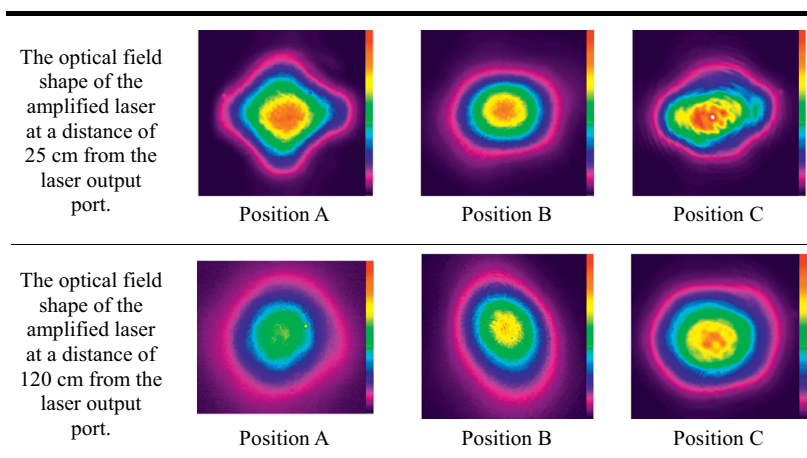 The optical field
shape of the
amplified laser
at a distance of
25 cm from the
laser output
port.
Position A
Position B
Position C
The optical field
shape of the
amplified laser
at a distance of
120 cm from the
laser output
port.
Position A
Position B
Position C